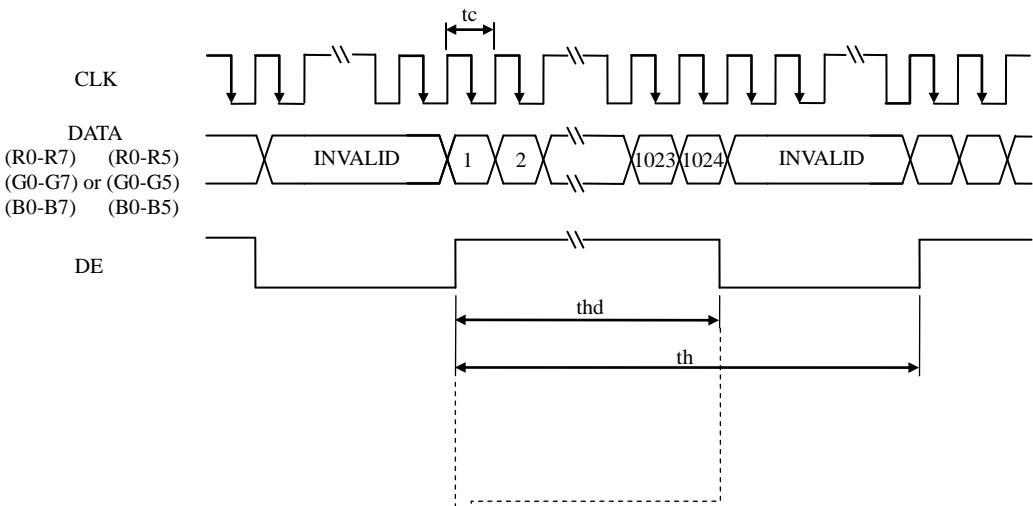 tc
CLK
DATA
(R0-R7) (R0-R5)
(G0-G7) or (G0-G5)
(B0-B7) (B0-B5)
INVALID 1 2 1023 1024 INVALID
DE
thd
th